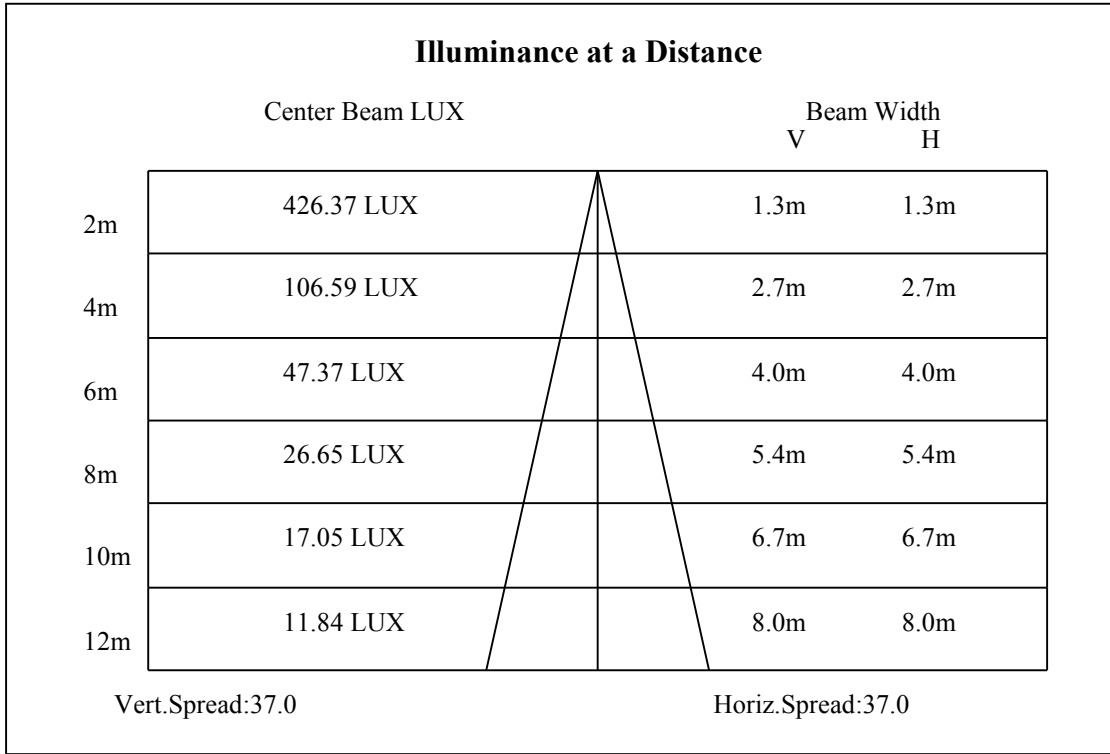 Illuminance at a Distance
Center Beam LUX Beam Width
V H
2m 426.37 LUX 1.3m 1.3m
4m 106.59 LUX 2.7m 2.7m
6m 47.37 LUX 4.0m 4.0m
8m 26.65 LUX 5.4m 5.4m
10m 17.05 LUX 6.7m 6.7m
12m 11.84 LUX 8.0m 8.0m
Vert.Spread:37.0 Horiz.Spread:37.0